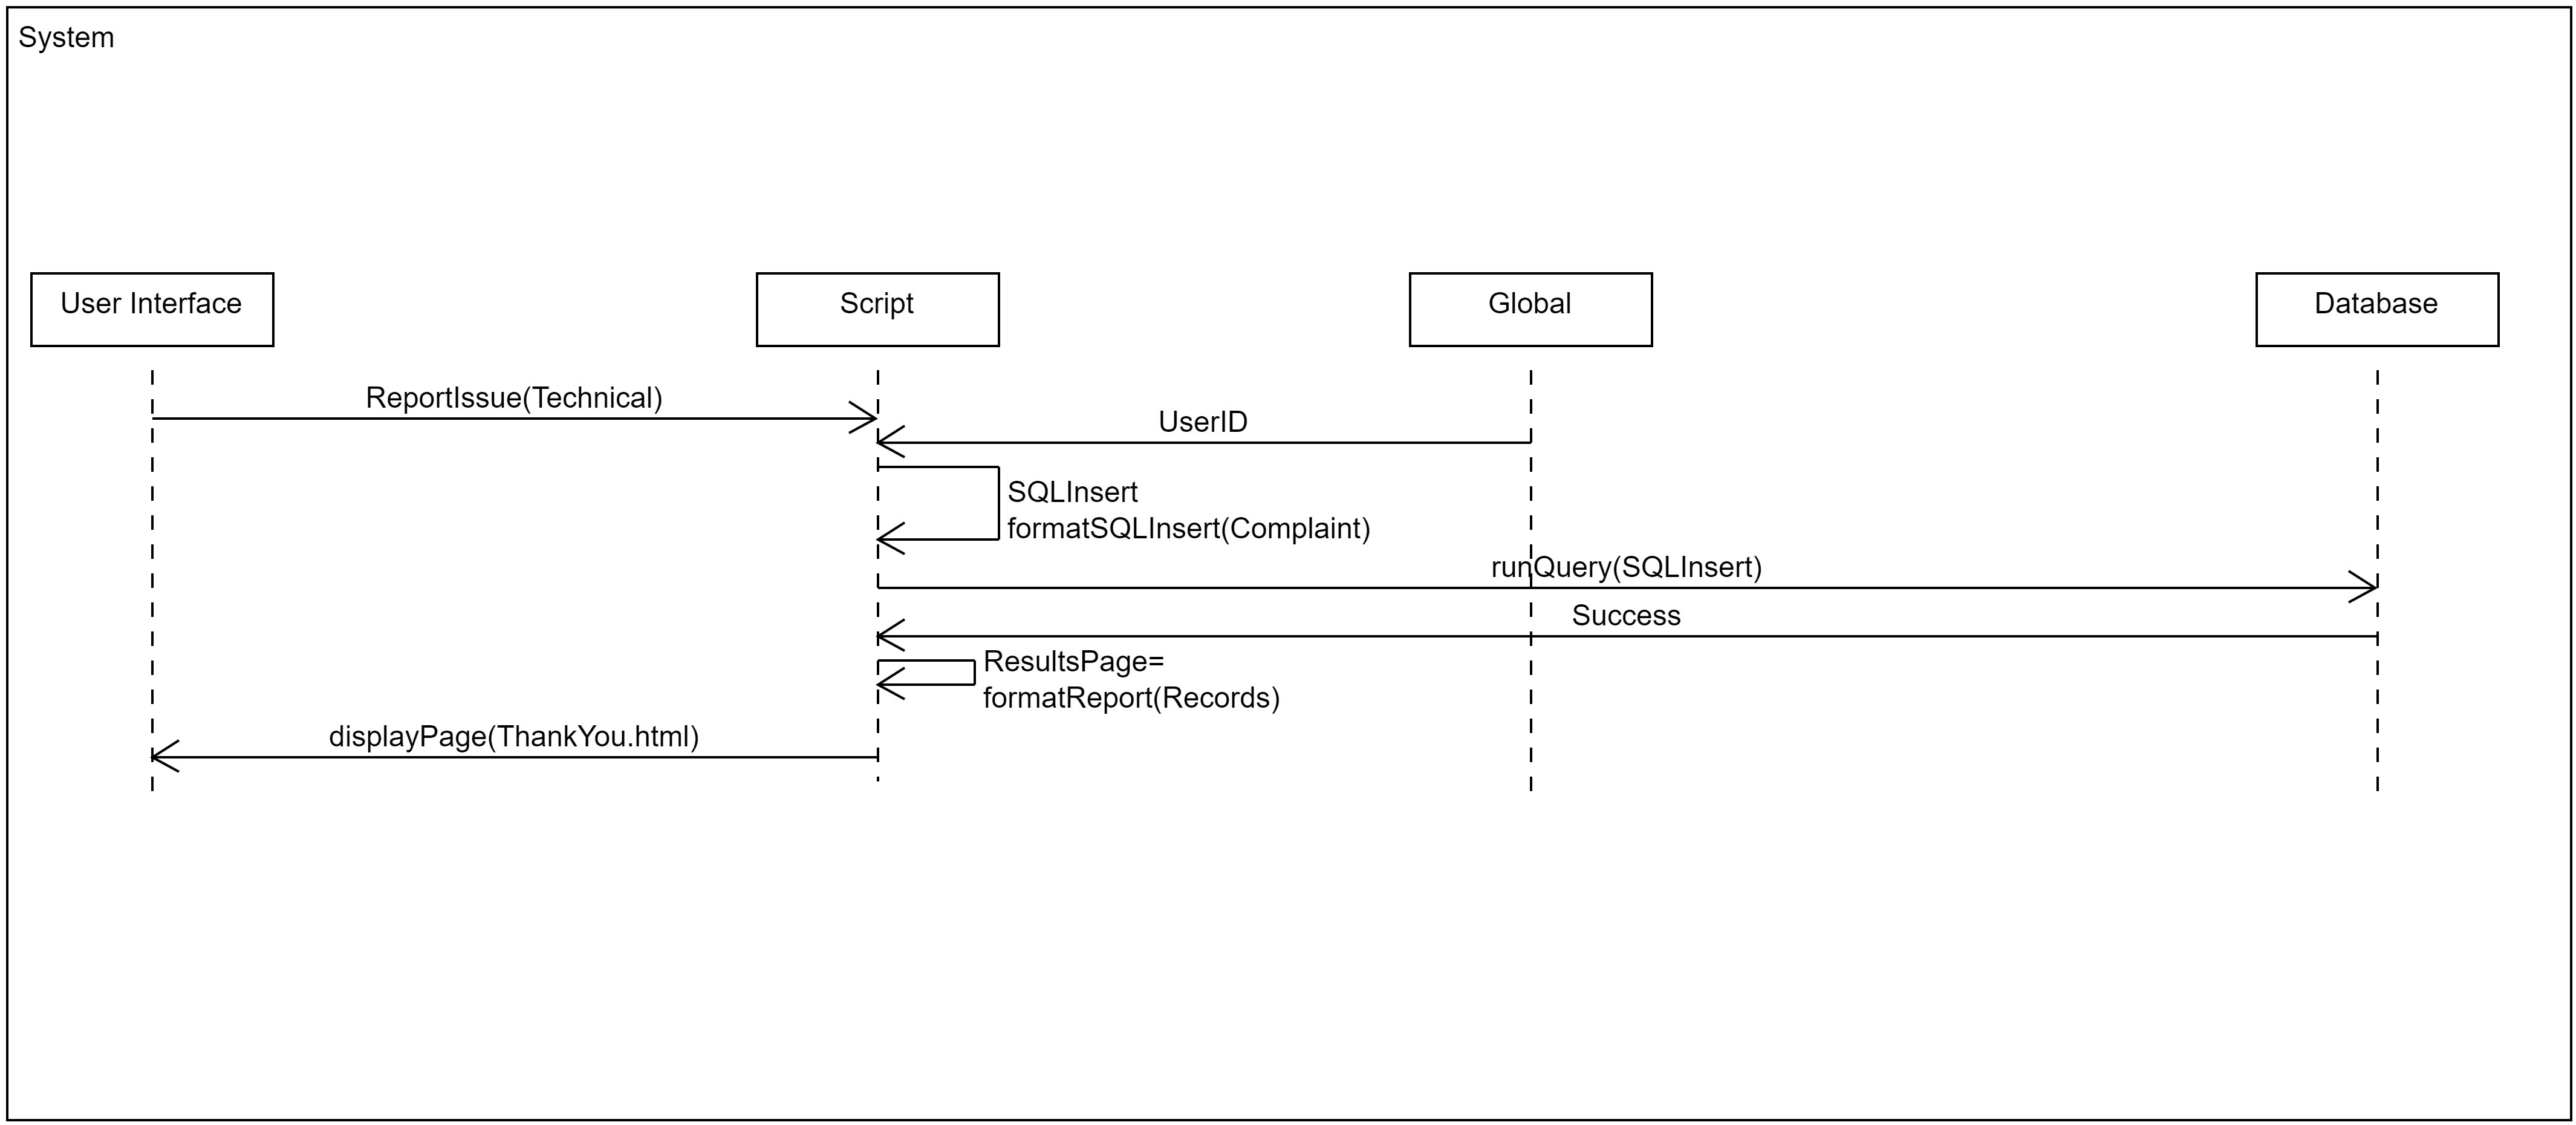 System
User Interface
Script
Global
Database
ReportIssue(Technical)
UserID
SQLInsert
formatSQLInsert(Complaint)
runQuery(SQLInsert)
Success
ResultsPage=
formatReport(Records)
displayPage(ThankYou.html)